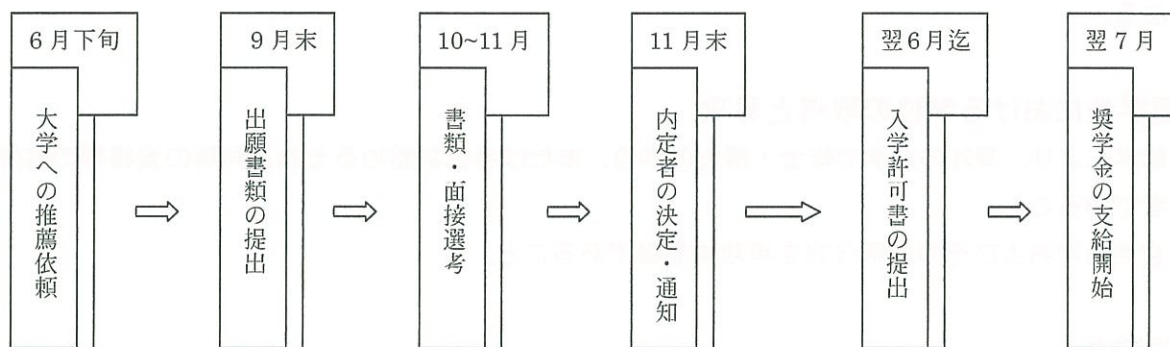 6月下旬
大学への推薦依頼
9月末
出願書類の提出
10~11月
書類・面接選考
11月末
内定者の決定・通知
翌6月迄
入学許可書の提出
翌7月
奨学金の支給開始